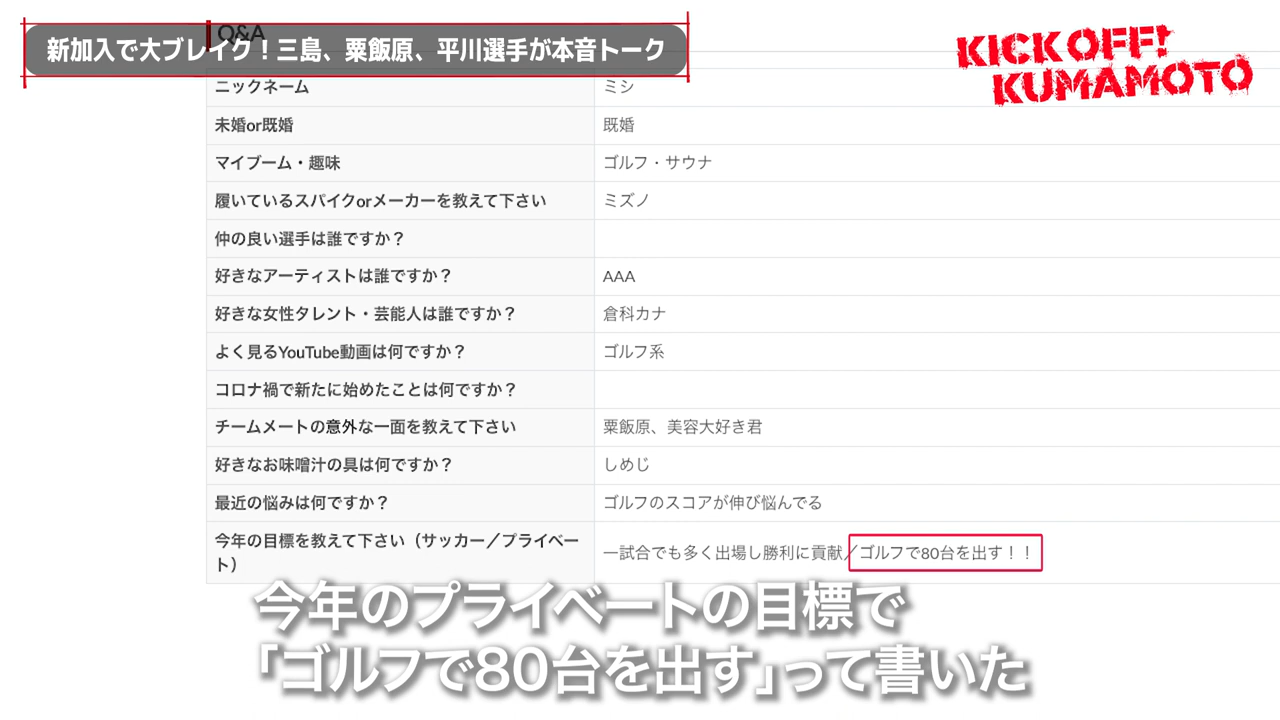 Q&A
新加入で大ブレイク！三島、粟飯原、平川選手が本音トーク
KICK OFF!
KUMAMOTO
ニックネーム ミシ
未婚or既婚 既婚
マイブーム・趣味 ゴルフ・サウナ
履いているスパイクorメーカーを教えて下さい ミズノ
仲の良い選手は誰ですか？
好きなアーティストは誰ですか？ AAA
好きな女性タレント・芸能人は誰ですか？ 倉科カナ
よく見るYouTube動画は何ですか？ ゴルフ系
コロナ禍で新たに始めたことは何ですか？
チームメートの意外な一面を教えて下さい 粟飯原、美容大好き君
好きなお味噌汁の具は何ですか？ しめじ
最近の悩みは何ですか？ ゴルフのスコアが伸び悩んでる
今年の目標を教えて下さい（サッカー／プライベー
ト） 一試合でも多く出場し勝利に貢献／ゴルフで80台を出す！！
今年のプライベートの目標で
「ゴルフで80台を出す」って書いた